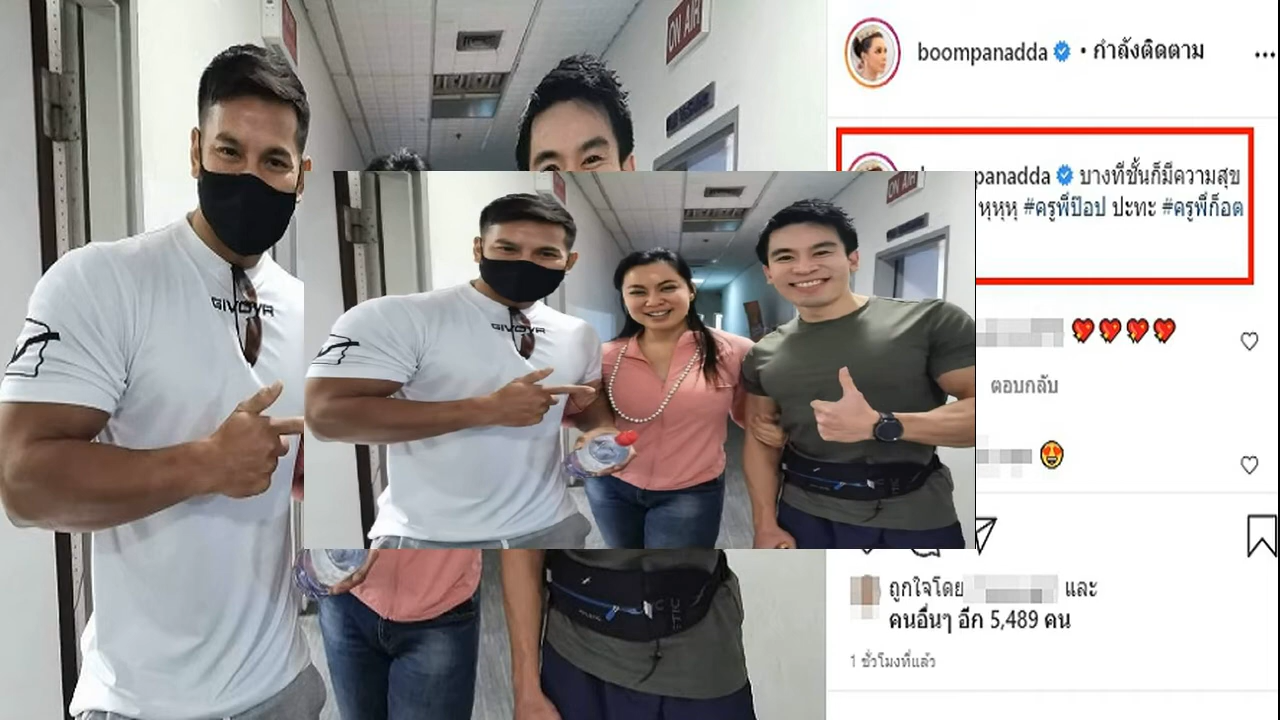 ON AIR
boompanadda • กำลังติดตาม
panadda บางทีชั้นก็มีความสุข
หุหุหุ #ครูพี่ป๊อป ปะทะ #ครูพี่ก็อต
ตอบกลับ
GIVOVA
ON AIR
GIVOVA
ถูกใจโดย และ
คนอื่นๆ อีก 5,489 คน
1 ชั่วโมงที่แล้ว